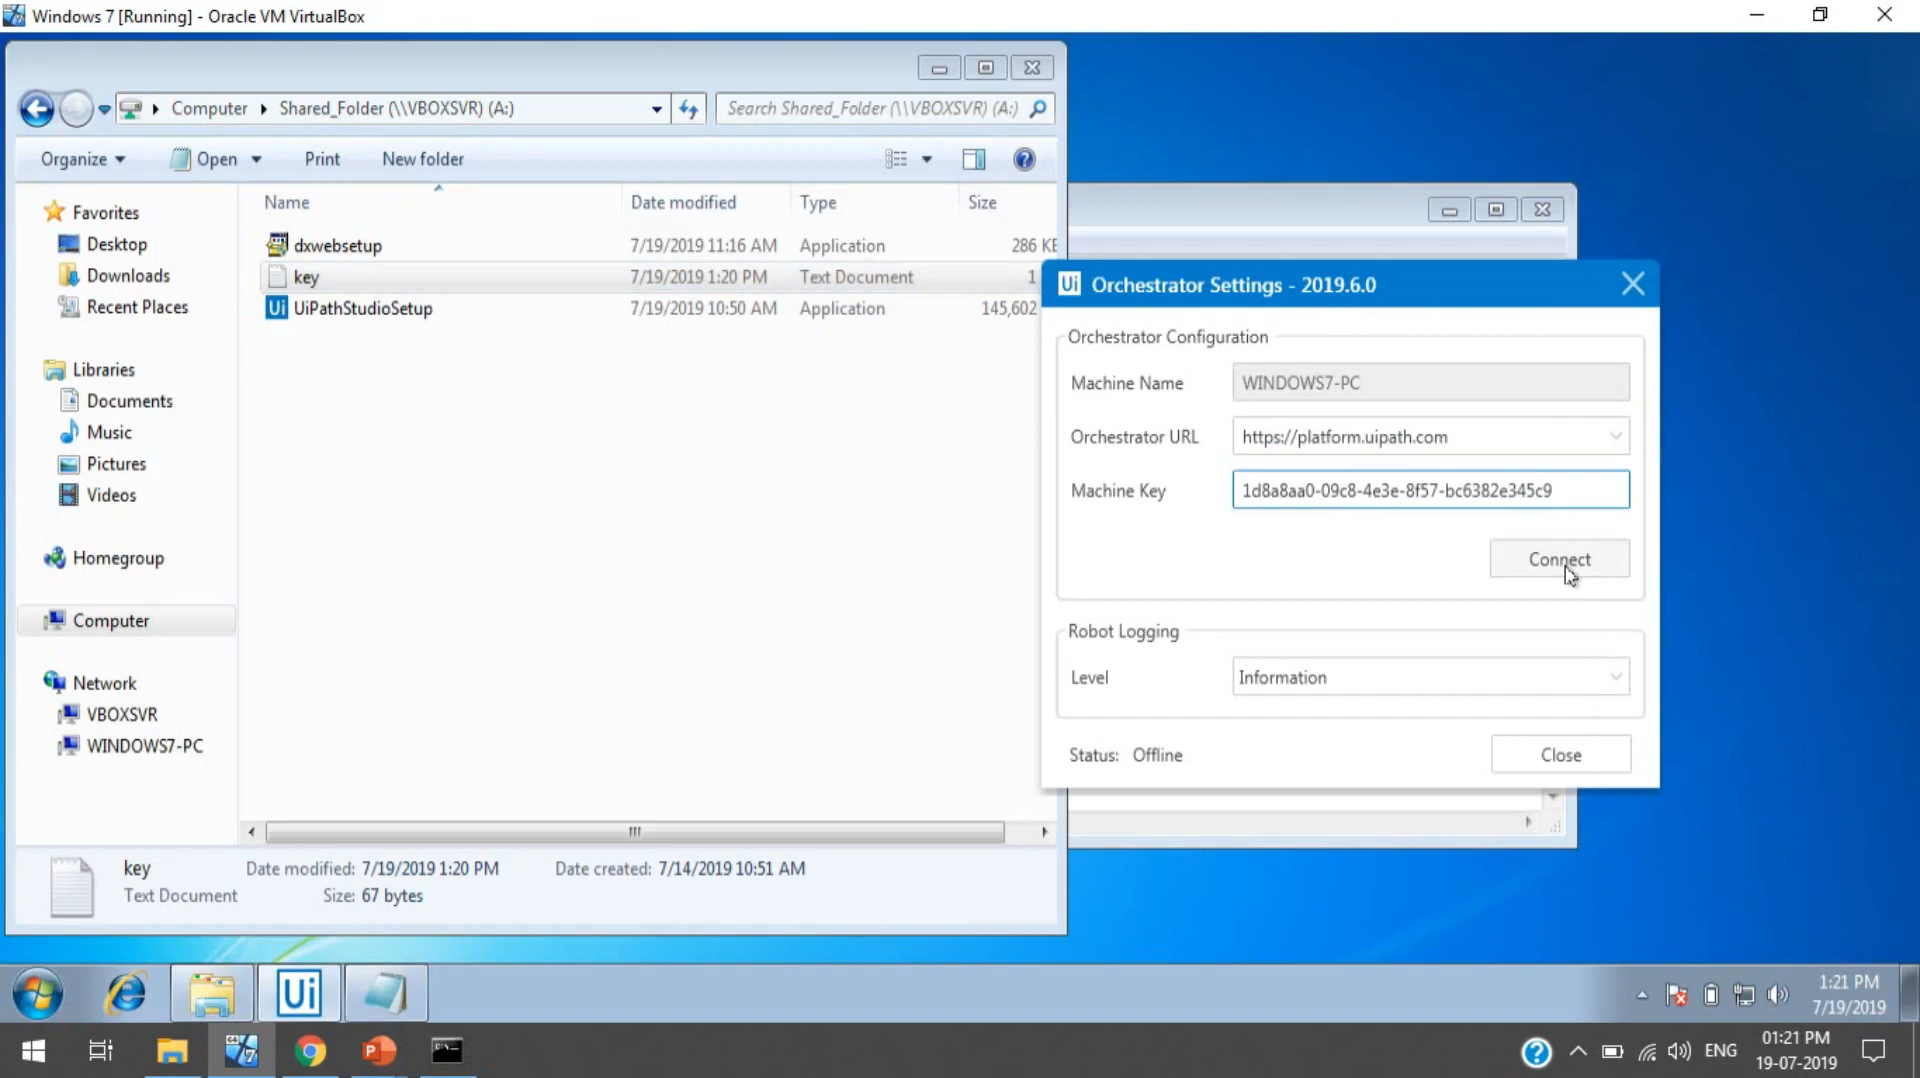 Windows 7 [Running] - Oracle VM VirtualBox
Computer
Shared_Folder (\\VBOXSVR) (A:)
Search Shared_Folder (\\VBOXSVR) (A:)
Organize
Open
Print
New folder
Name
Date modified
Type
Size
dxwebsetup
7/19/2019 11:16 AM
Application
286 KB
key
7/19/2019 1:20 PM
Text Document
1
Ui
UiPathStudioSetup
7/19/2019 10:50 AM
Application
145,602
Favorites
Desktop
Downloads
Recent Places
Libraries
Documents
Music
Pictures
Videos
Homegroup
Computer
Network
VBOXSVR
WINDOWS7-PC
key
Date modified: 7/19/2019 1:20 PM
Date created: 7/14/2019 10:51 AM
Text Document
Size: 67 bytes
Ui
Orchestrator Settings - 2019.6.0
Orchestrator Configuration
Machine Name
WINDOWS7-PC
Orchestrator URL
https://platform.uipath.com
Machine Key
1d8a8aa0-09c8-4e3e-8f57-bc6382e345c9
Connect
Robot Logging
Level
Information
Status: Offline
Close
Ui
1:21 PM
7/19/2019
64
7
P
ENG
01:21 PM
19-07-2019